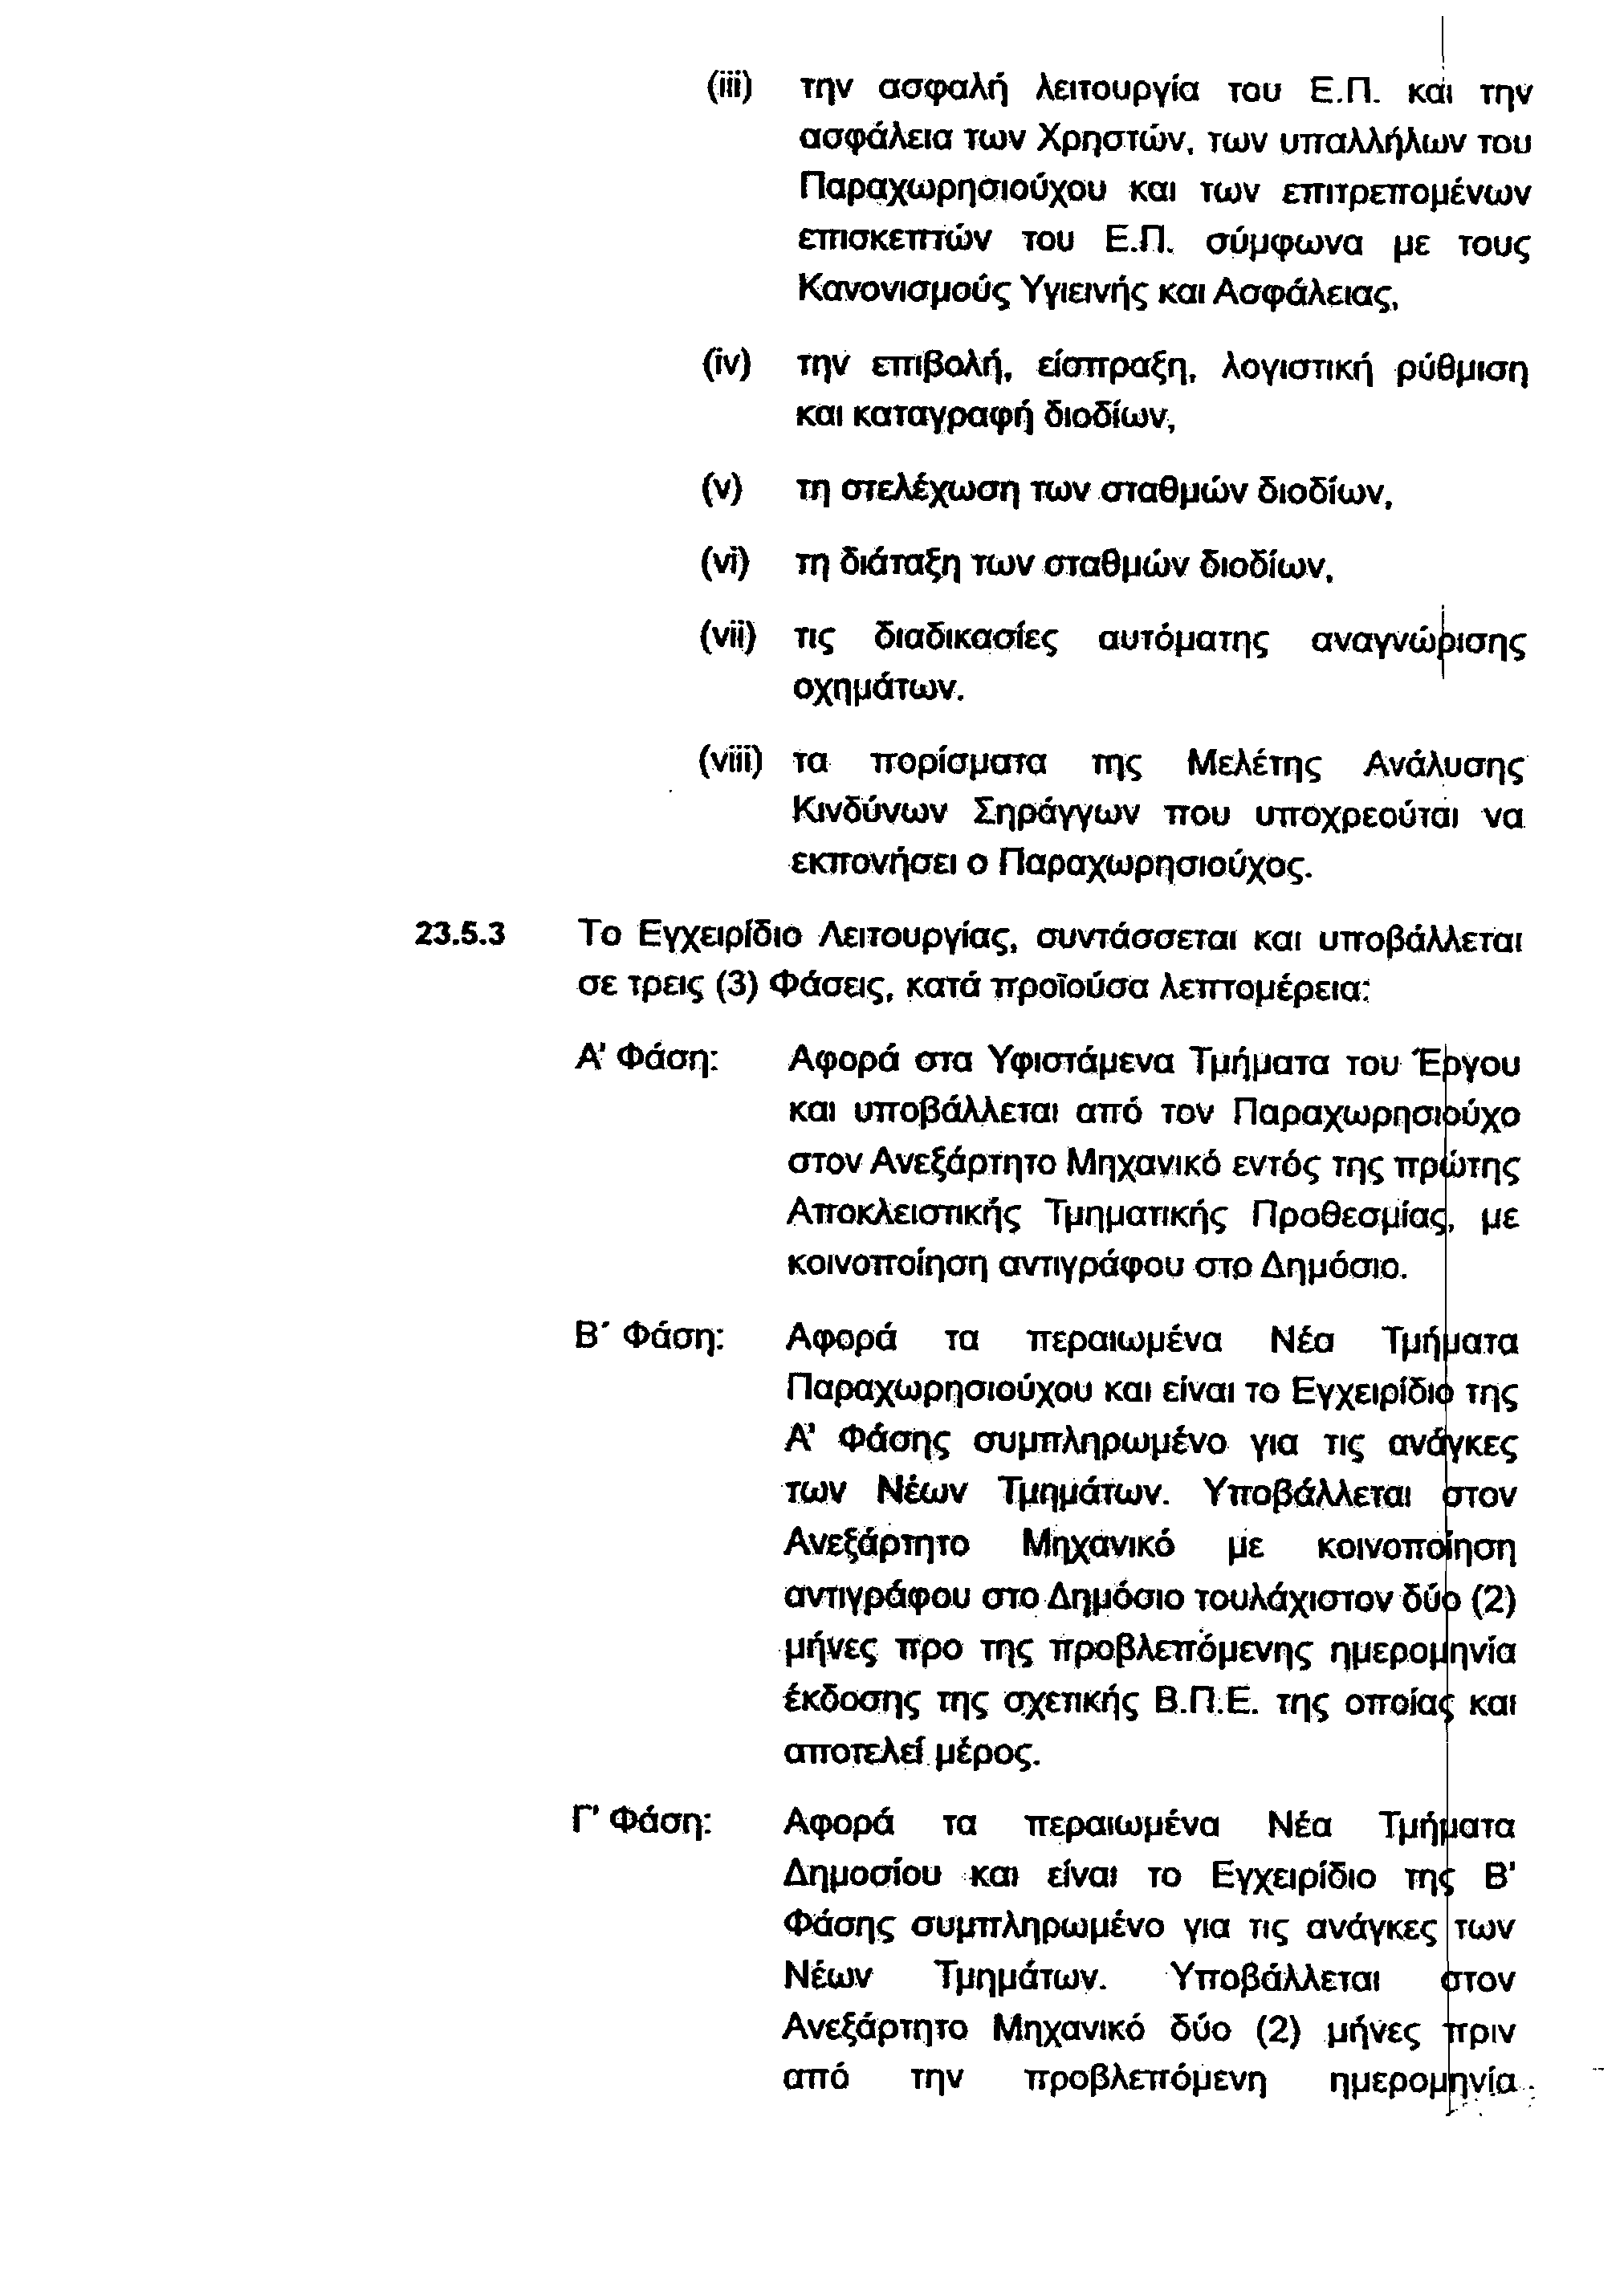 (iii) την ασφαλή λειτουργία του Ε.Π. και την
ασφάλεια των Χρηστών, των υπαλλήλων του
Παραχωρησιούχου και των επιτρεπομένων
επισκεπτών του Ε.Π. σύμφωνα με τους
Κανονισμούς Υγιεινής και Ασφάλειας,
(iv) την επιβολή, είσπραξη, λογιστική ρύθμιση
και καταγραφή διοδίων,
(v) τη στελέχωση των σταθμών διοδίων,
(vi) τη διάταξη των σταθμών διοδίων,
(vii) τις διαδικασίες αυτόματης αναγνώρισης
οχημάτων.
(viii) τα πορίσματα της Μελέτης Ανάλυσης
Κινδύνων Σηράγγων που υποχρεούται να
εκπονήσει ο Παραχωρησιούχος.
23.5.3 Το Εγχειρίδιο Λειτουργίας, συντάσσεται και υποβάλλεται
σε τρεις (3) Φάσεις, κατά προϊούσα λεπτομέρεια:
Α' Φάση: Αφορά στα Υφιστάμενα Τμήματα του Έργου
και υποβάλλεται από τον Παραχωρησιούχο
στον Ανεξάρτητο Μηχανικό εντός της πρώτης
Αποκλειστικής Τμηματικής Προθεσμίας, με
κοινοποίηση αντιγράφου στο Δημόσιο.
Β' Φάση: Αφορά τα περαιωμένα Νέα Τμήματα
Παραχωρησιούχου και είναι το Εγχειρίδιο της
Α' Φάσης συμπληρωμένο για τις ανάγκες
των Νέων Τμημάτων. Υποβάλλεται στον
Ανεξάρτητο Μηχανικό με κοινοποίηση
αντιγράφου στο Δημόσιο τουλάχιστον δύο (2)
μήνες προ της προβλεπόμενης ημερομηνία
έκδοσης της σχετικής Β.Π.Ε. της οποίας και
αποτελεί μέρος.
Γ' Φάση: Αφορά τα περαιωμένα Νέα Τμήματα
Δημοσίου και είναι το Εγχειρίδιο της Β'
Φάσης συμπληρωμένο για τις ανάγκες των
Νέων Τμημάτων. Υποβάλλεται στον
Ανεξάρτητο Μηχανικό δύο (2) μήνες πριν
από την προβλεπόμενη ημερομηνία